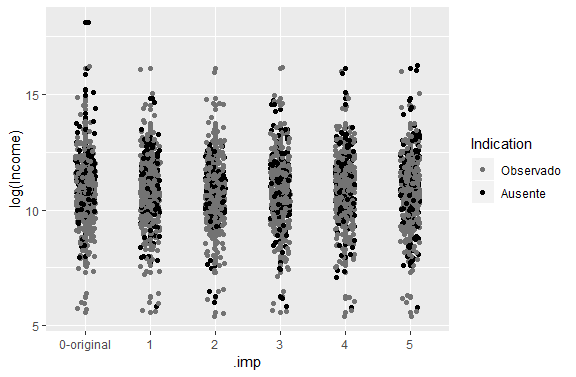 15
10
5
log(Income)
0-original
1
2
3
4
5
.imp
Indication
Observado
Ausente